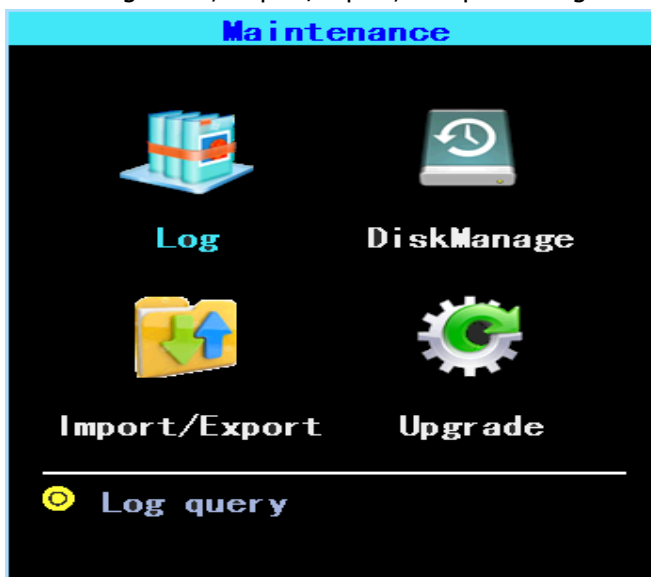 Maintenance
Log
DiskManage
Import/Export
Upgrade
Log query